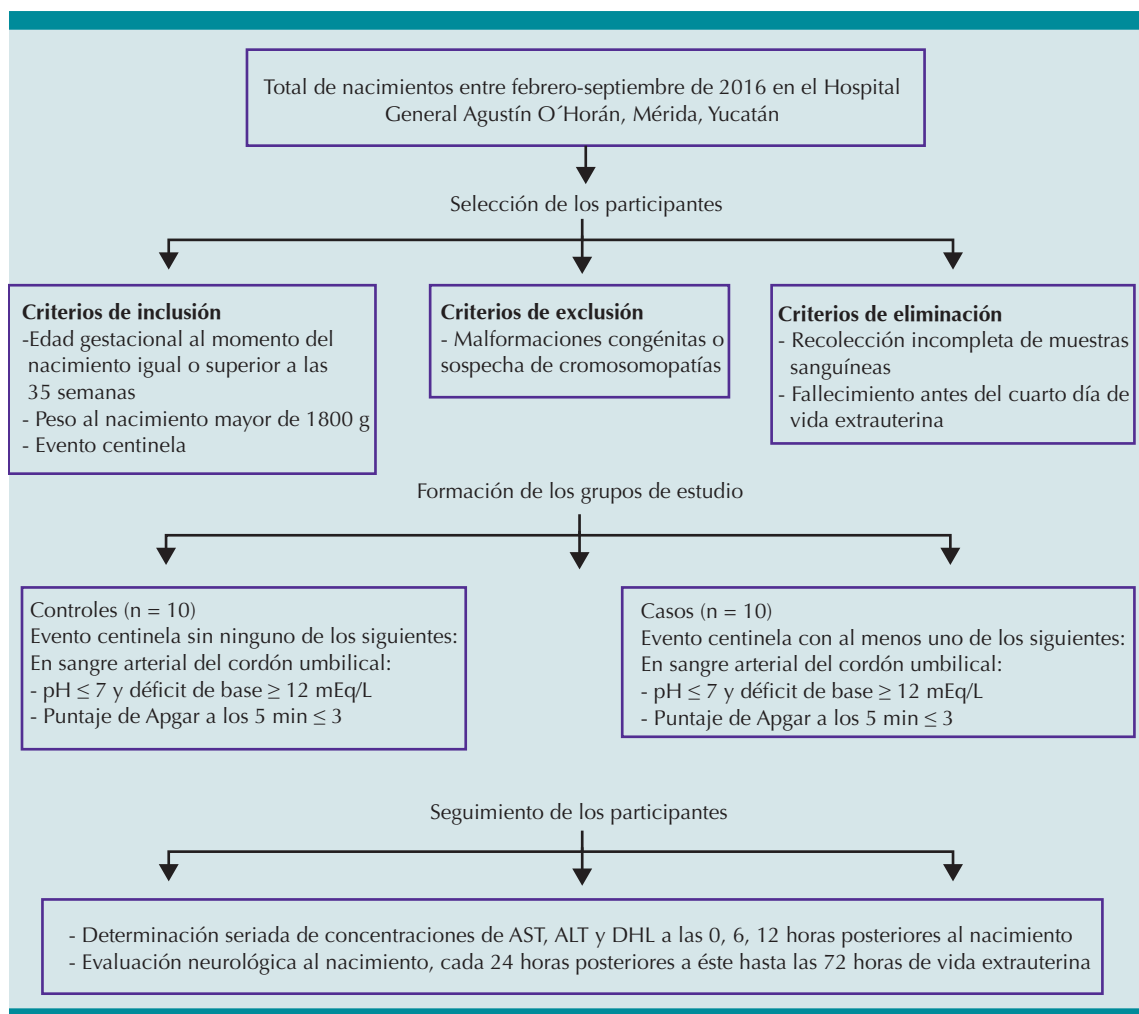 Total de nacimientos entre febrero-septiembre de 2016 en el Hospital
General Agustín O´Horán, Mérida, Yucatán
Selección de los participantes
Criterios de inclusión
-Edad gestacional al momento del
nacimiento igual o superior a las
35 semanas
- Peso al nacimiento mayor de 1800 g
- Evento centinela
Criterios de exclusión
- Malformaciones congénitas o
sospecha de cromosomopatías
Criterios de eliminación
- Recolección incompleta de muestras
sanguíneas
- Fallecimiento antes del cuarto día de
vida extrauterina
Formación de los grupos de estudio
Controles (n = 10)
Evento centinela sin ninguno de los siguientes:
En sangre arterial del cordón umbilical:
- pH ≤ 7 y déficit de base ≥ 12 mEq/L
- Puntaje de Apgar a los 5 min ≤ 3
Casos (n = 10)
Evento centinela con al menos uno de los siguientes:
En sangre arterial del cordón umbilical:
- pH ≤ 7 y déficit de base ≥ 12 mEq/L
- Puntaje de Apgar a los 5 min ≤ 3
Seguimiento de los participantes
- Determinación seriada de concentraciones de AST, ALT y DHL a las 0, 6, 12 horas posteriores al nacimiento
- Evaluación neurológica al nacimiento, cada 24 horas posteriores a éste hasta las 72 horas de vida extrauterina